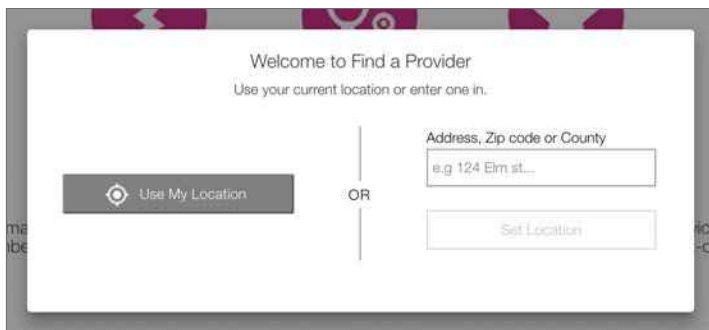 Welcome to Find a Provider
Use your current location or enter one in.
Use My Location
OR
Address, Zip code or County
e.g 124 Elm st...
Set Location